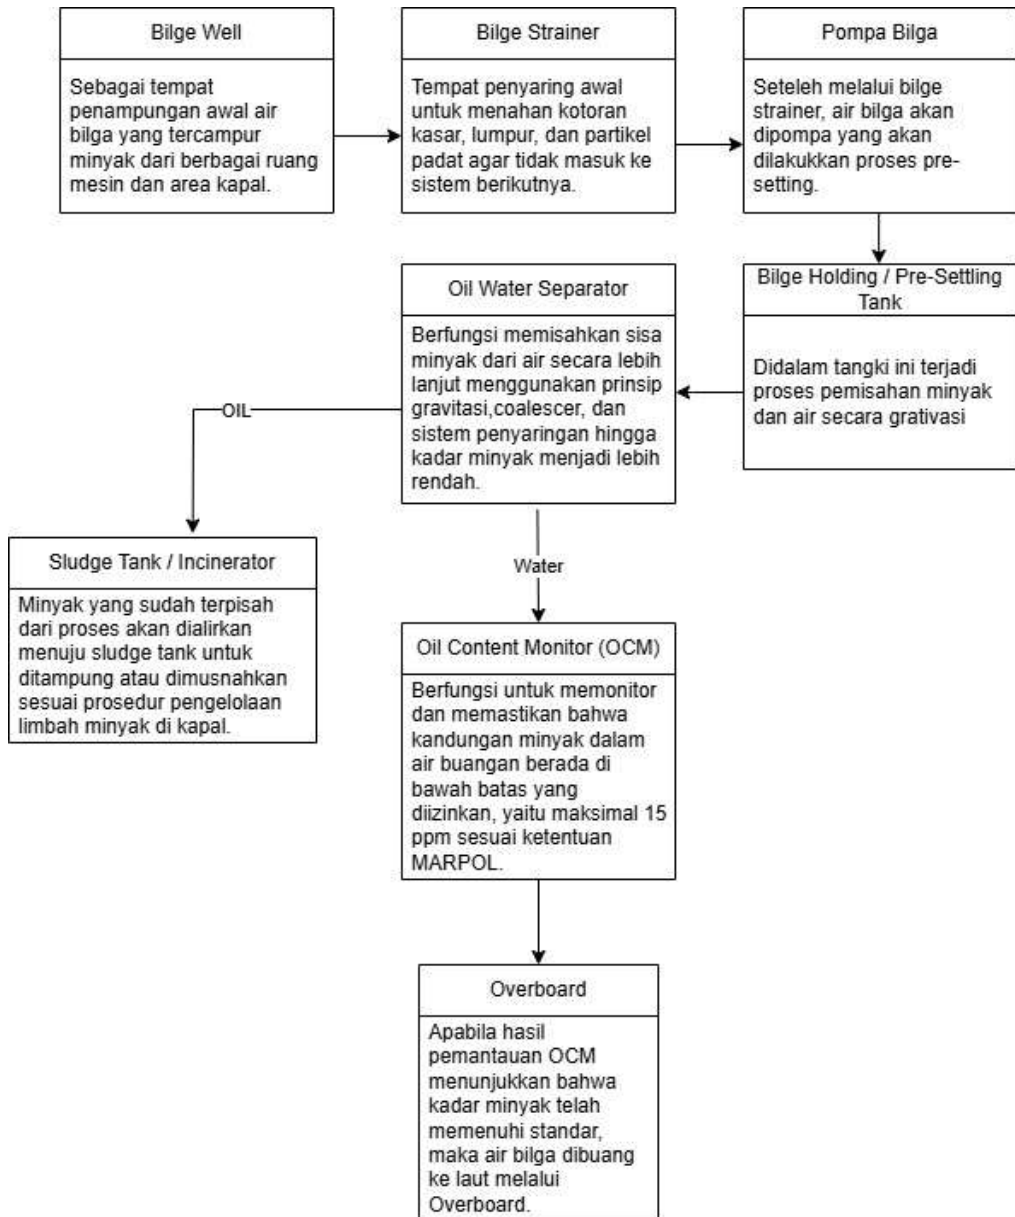 Bilge Well
Sebagai tempat
penampungan awal air
bilga yang tercampur
minyak dari berbagai ruang
mesin dan area kapal.
Bilge Strainer
Tempat penyaring awal
untuk menahan kotoran
kasar, lumpur, dan partikel
padat agar tidak masuk ke
sistem berikutnya.
Pompa Bilga
Seteleh melalui bilge
strainer, air bilga akan
dipompa yang akan
dilakukkan proses pre-
setting.
Bilge Holding / Pre-Settling
Tank
Didalam tangki ini terjadi
proses pemisahan minyak
dan air secara grativasi
Oil Water Separator
Berfungsi memisahkan sisa
minyak dari air secara lebih
lanjut menggunakan prinsip
gravitasi,coalescer, dan
sistem penyaringan hingga
kadar minyak menjadi lebih
rendah.
OIL
Sludge Tank / Incinerator
Minyak yang sudah terpisah
dari proses akan dialirkan
menuju sludge tank untuk
ditampung atau dimusnahkan
sesuai prosedur pengelolaan
limbah minyak di kapal.
Water
Oil Content Monitor (OCM)
Berfungsi untuk memonitor
dan memastikan bahwa
kandungan minyak dalam
air buangan berada di
bawah batas yang
diizinkan, yaitu maksimal 15
ppm sesuai ketentuan
MARPOL.
Overboard
Apabila hasil
pemantauan OCM
menunjukkan bahwa
kadar minyak telah
memenuhi standar,
maka air bilga dibuang
ke laut melalui
Overboard.